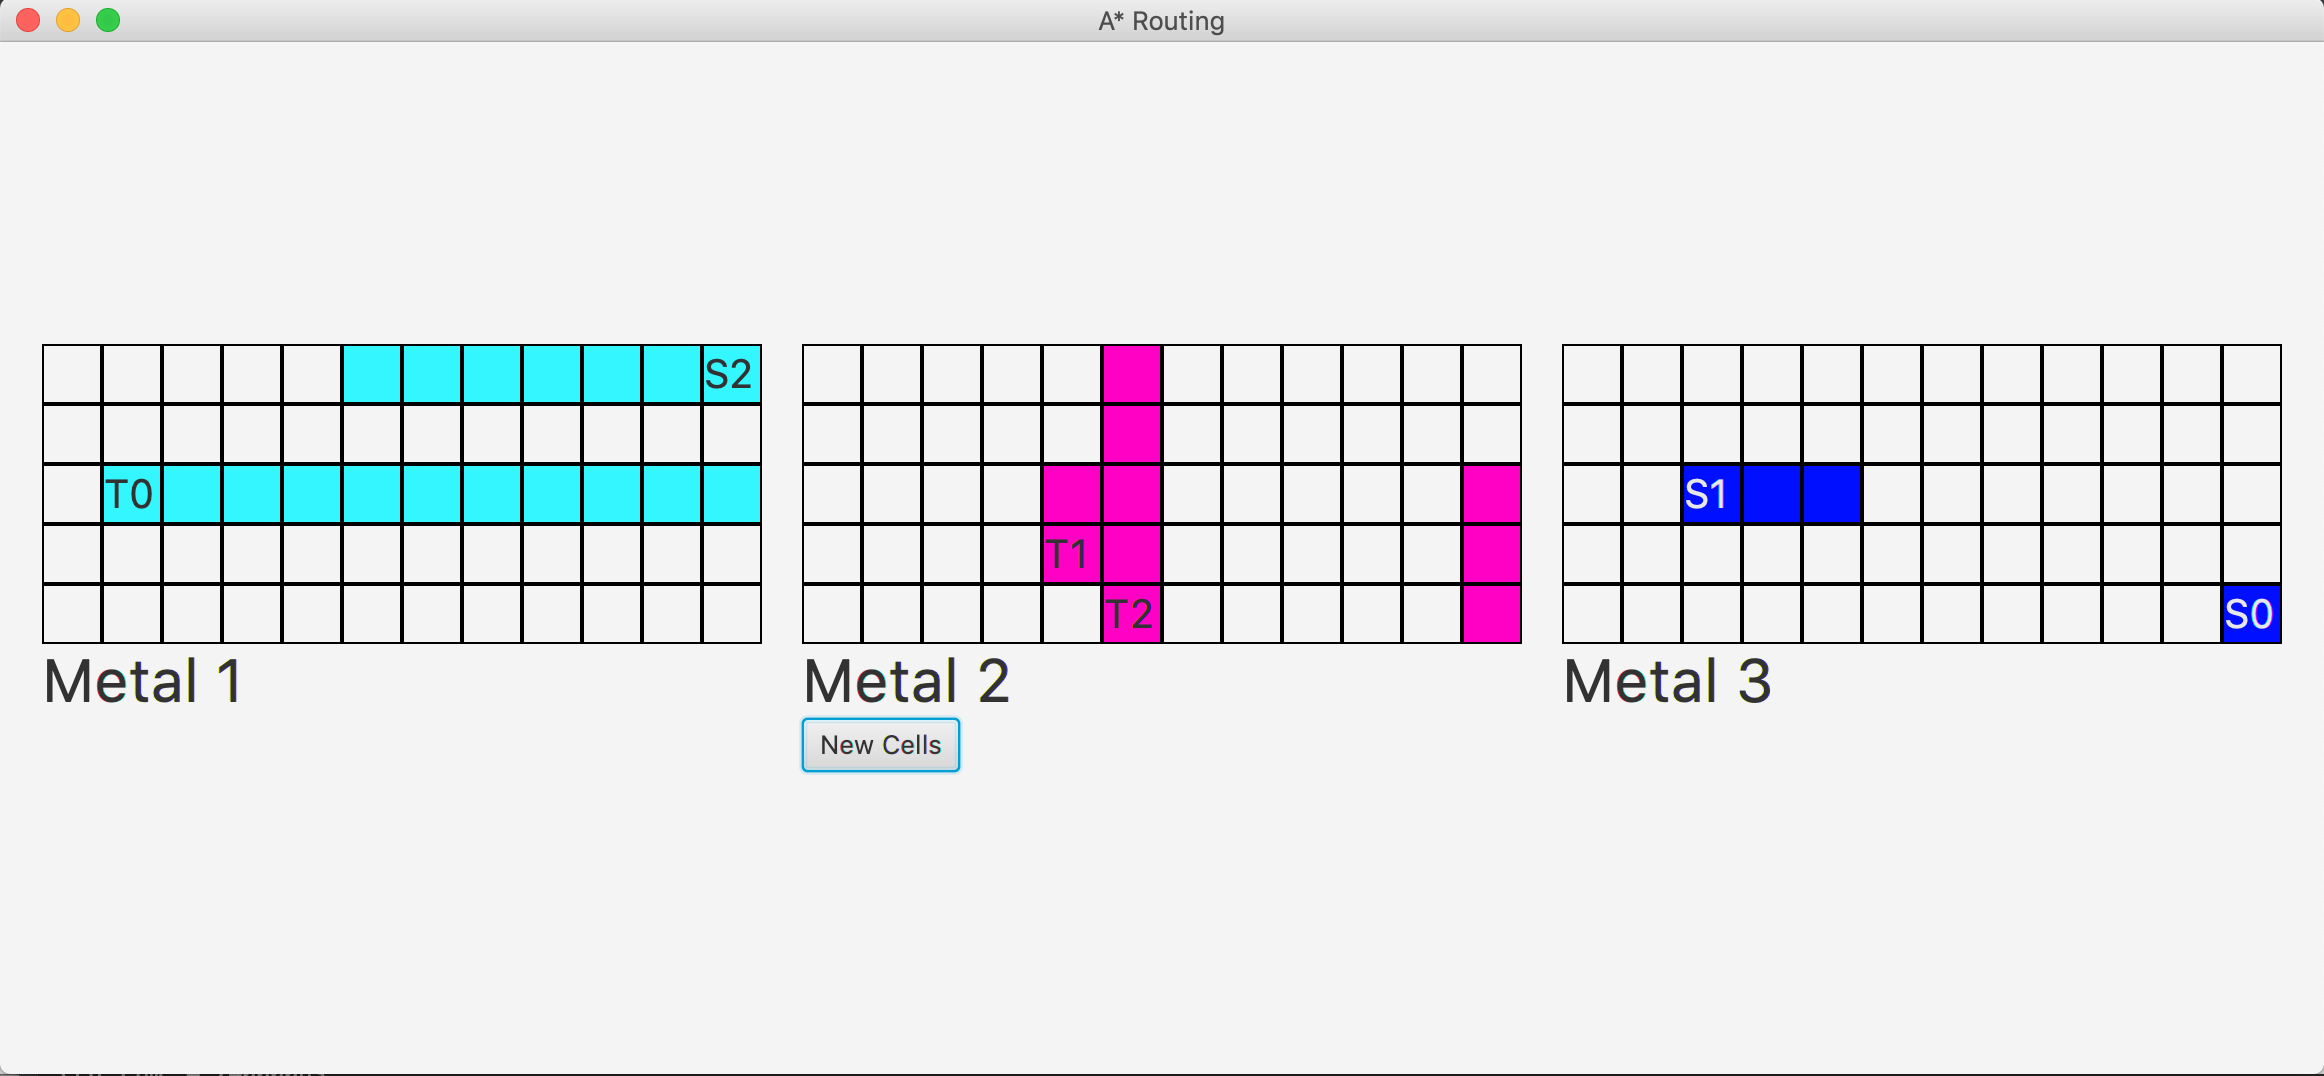 A* Routing
S2
T0
T1
T2
S1
S0
Metal 1
Metal 2
Metal 3
New Cells